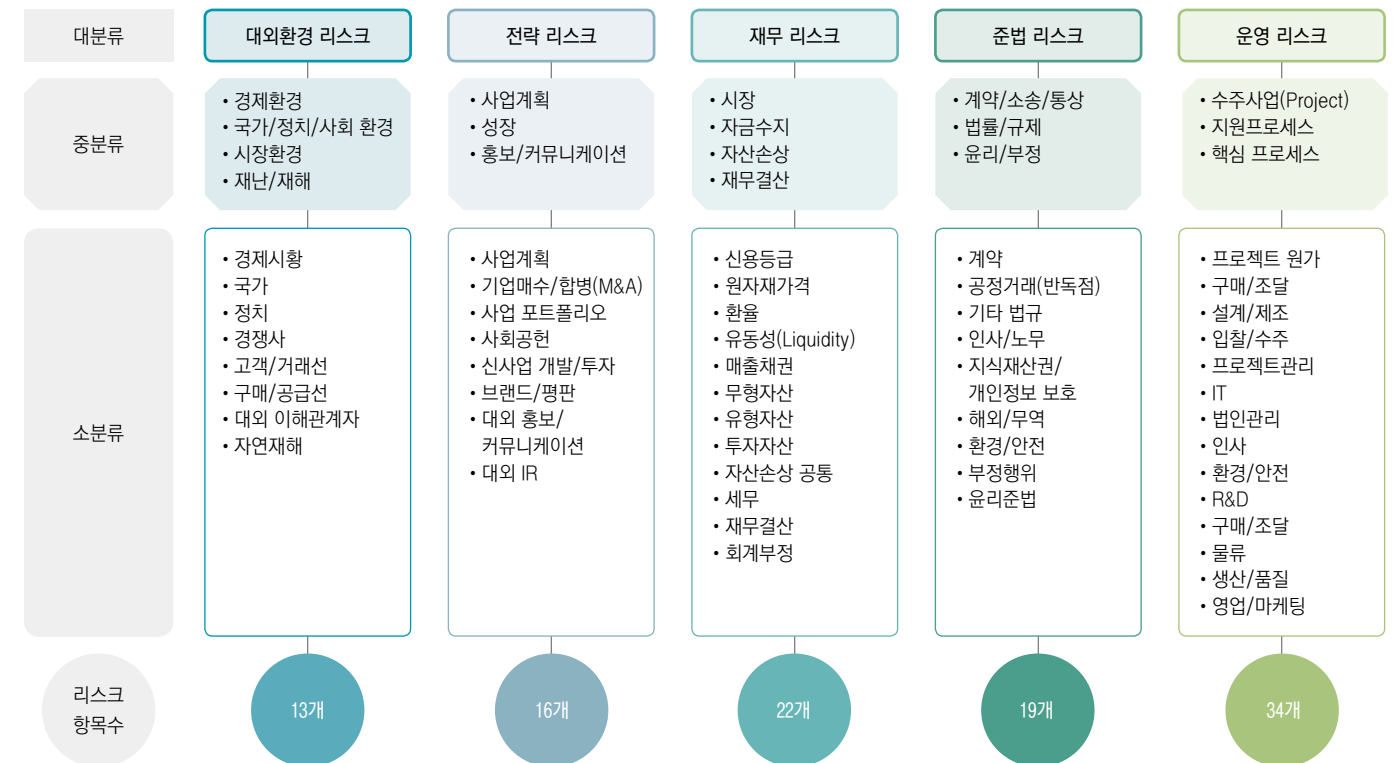 대분류
대외환경 리스크
전략 리스크
재무 리스크
준법 리스크
운영 리스크
중분류
• 경제환경
• 국가/정치/사회 환경
• 시장환경
• 재난/재해
• 사업계획
• 성장
• 홍보/커뮤니케이션
• 시장
• 자금수지
• 자산손상
• 재무결산
• 계약/소송/통상
• 법률/규제
• 윤리/부정
• 수주사업(Project)
• 지원프로세스
• 핵심 프로세스
소분류
• 경제시황
• 국가
• 정치
• 경쟁사
• 고객/거래선
• 구매/공급선
• 대외 이해관계자
• 자연재해
• 사업계획
• 기업매수/합병(M&A)
• 사업 포트폴리오
• 사회공헌
• 신사업 개발/투자
• 브랜드/평판
• 대외 홍보/
커뮤니케이션
• 대외 IR
• 신용등급
• 원자재가격
• 환율
• 유동성(Liquidity)
• 매출채권
• 무형자산
• 유형자산
• 투자자산
• 자산손상 공통
• 세무
• 재무결산
• 회계부정
• 계약
• 공정거래(반독점)
• 기타 법규
• 인사/노무
• 지식재산권/
개인정보 보호
• 해외/무역
• 환경/안전
• 부정행위
• 윤리준법
• 프로젝트 원가
• 구매/조달
• 설계/제조
• 입찰/수주
• 프로젝트관리
• IT
• 법인관리
• 인사
• 환경/안전
• R&D
• 구매/조달
• 물류
• 생산/품질
• 영업/마케팅
리스크
항목수
13개
16개
22개
19개
34개